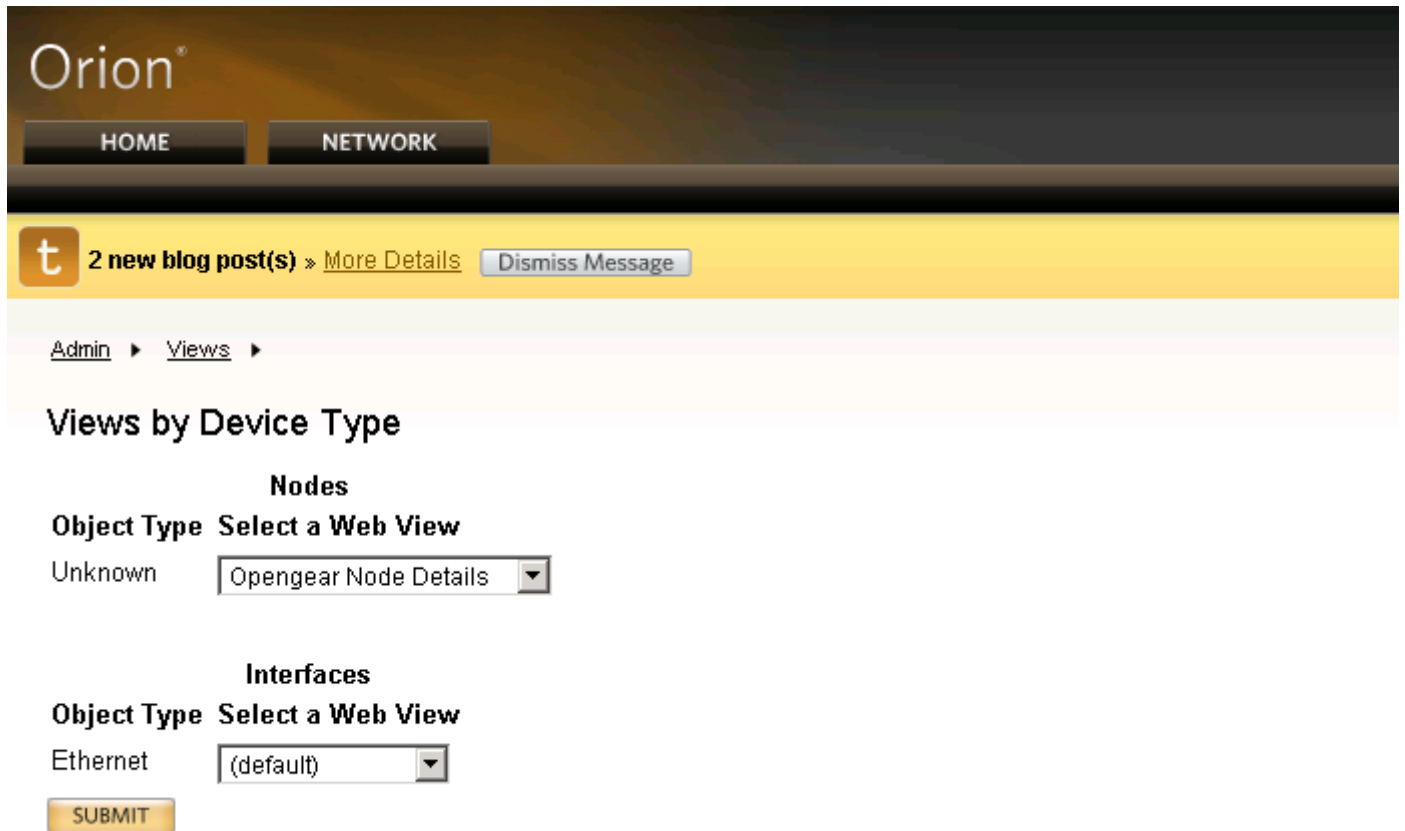 Orion®
HOME NETWORK
t 2 new blog post(s) » More Details Dismiss Message
Admin ▸ Views ▸
Views by Device Type
Nodes
Object Type Select a Web View
Unknown Opengear Node Details
Interfaces
Object Type Select a Web View
Ethernet (default)
SUBMIT